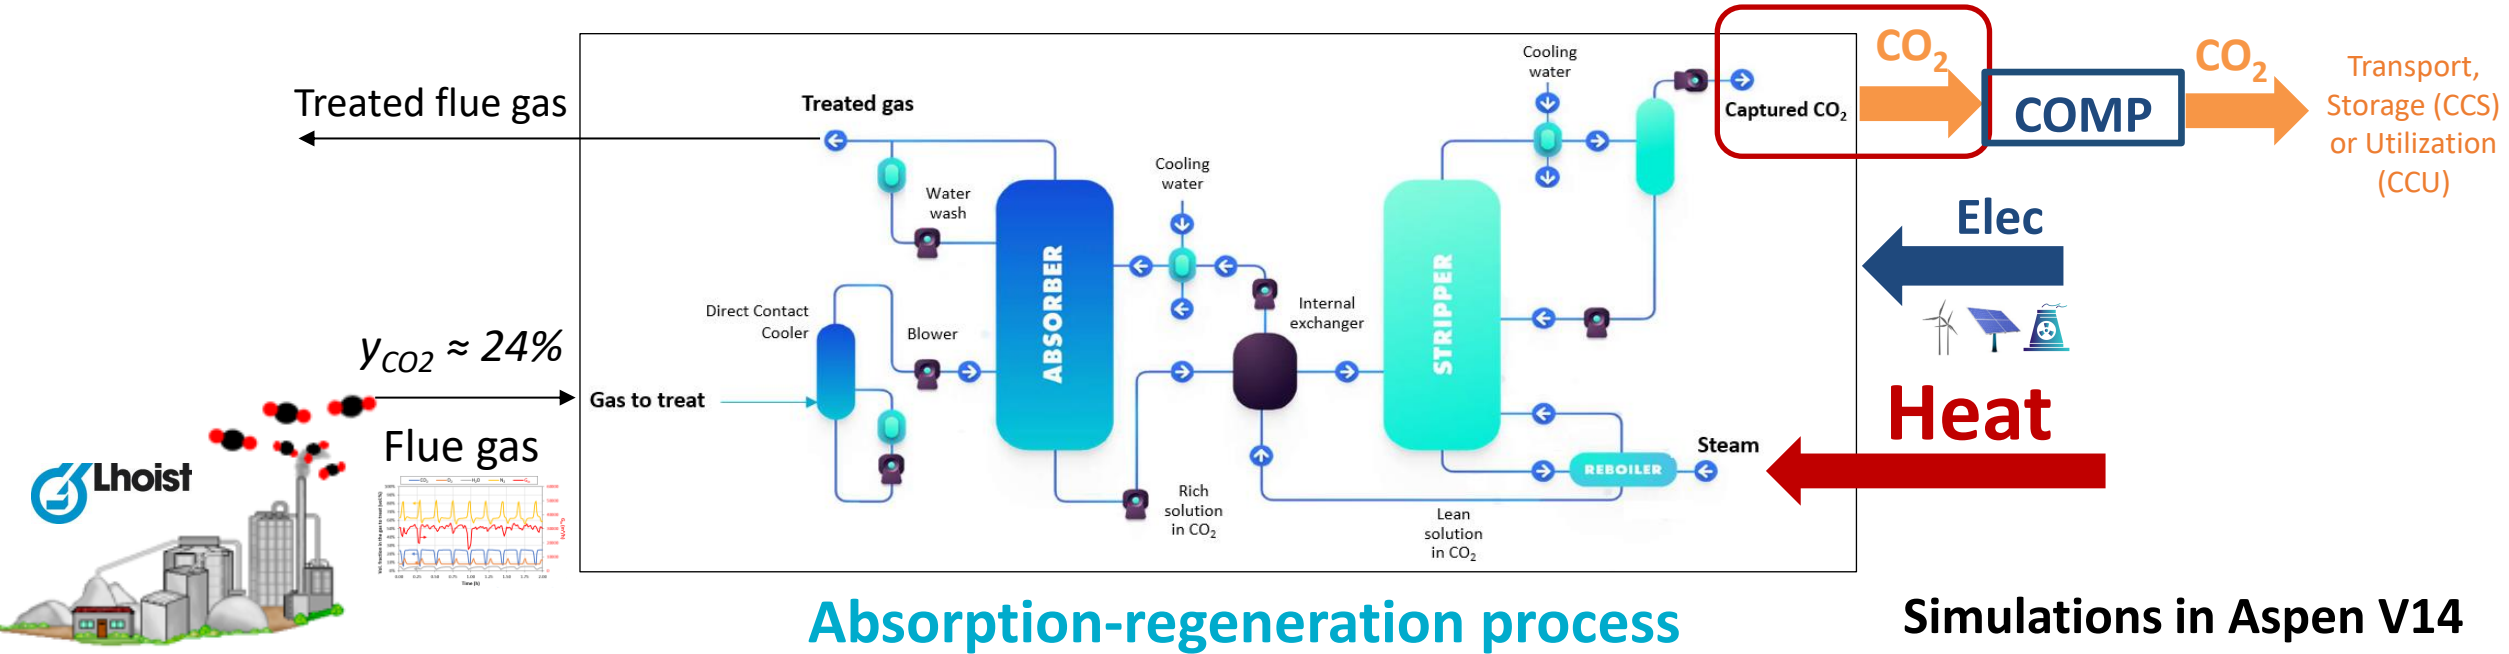 Treated flue gas
y_CO2 ≈ 24%
Flue gas
Lhoist
Treated gas
Water
wash
Direct Contact
Cooler
Blower
Gas to treat
ABSORBER
Cooling
water
Internal
exchanger
Rich
solution
in CO₂
Lean
solution
in CO₂
STRIPPER
Cooling
water
REBOILER
Steam
Captured CO₂
CO₂
COMP
CO₂
Transport,
Storage (CCS)
or Utilization
(CCU)
Elec
Heat
Absorption-regeneration process
Simulations in Aspen V14